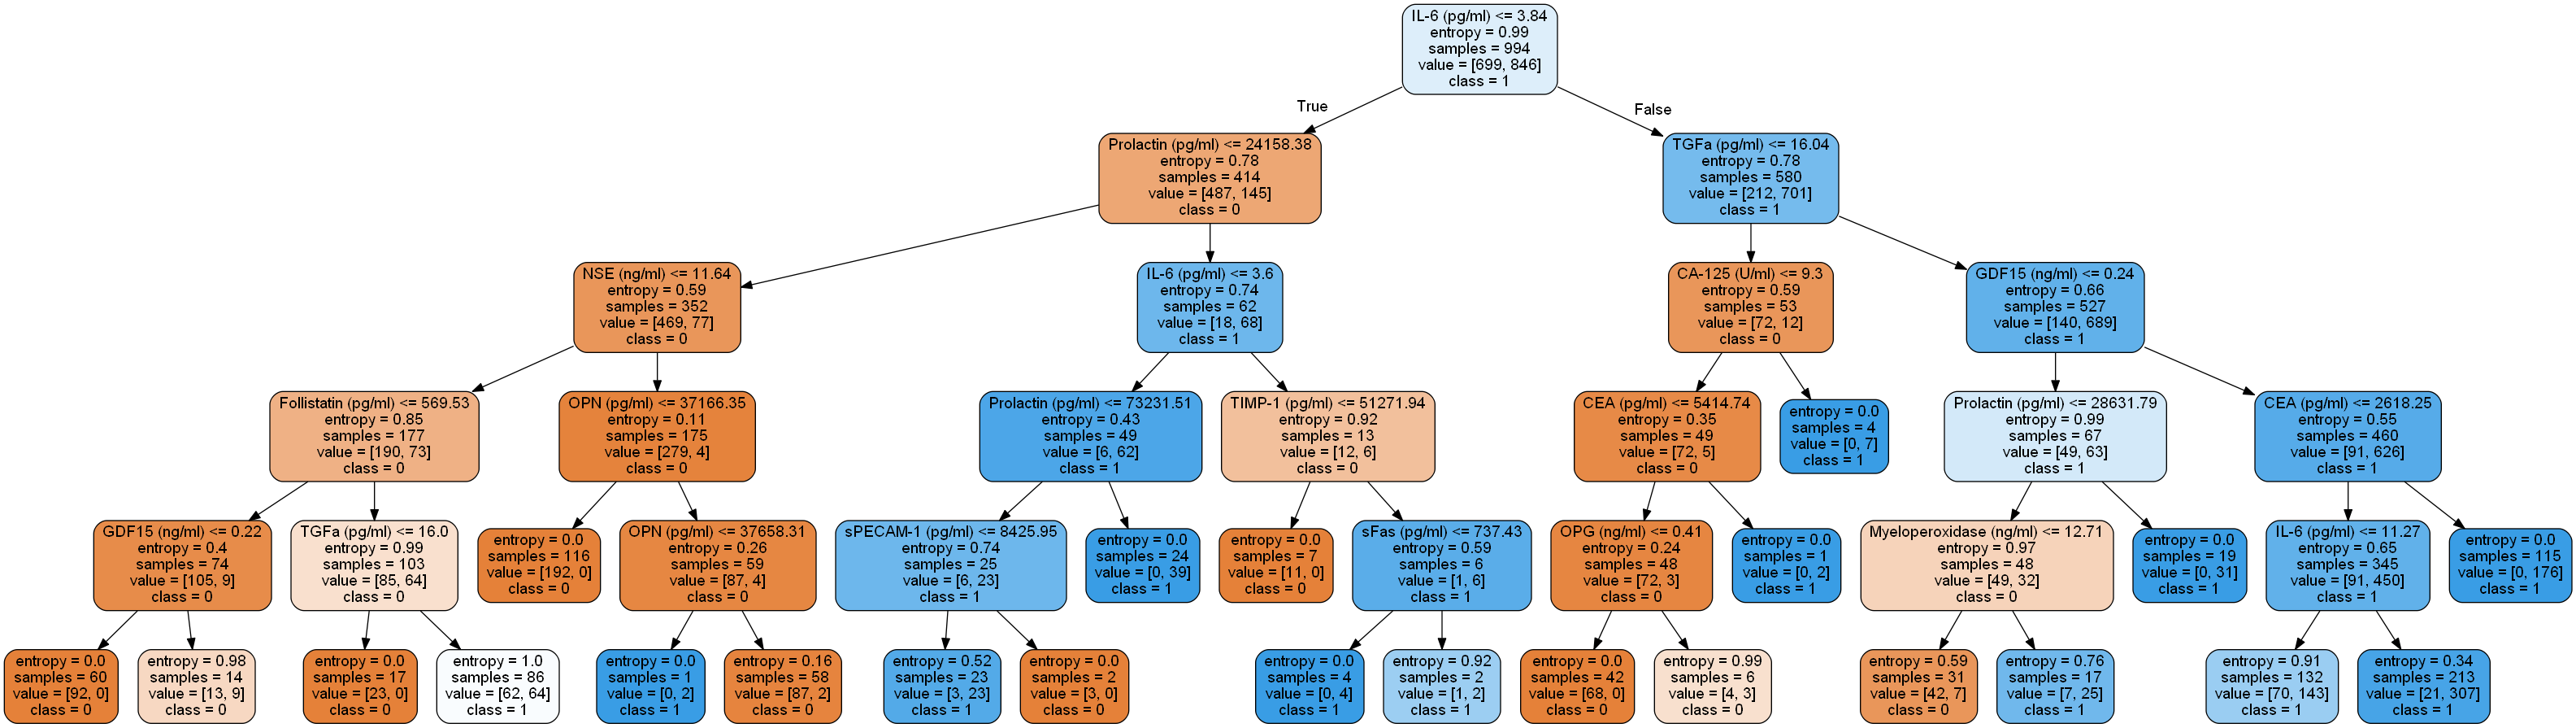 IL-6 (pg/ml) <= 3.84
entropy = 0.99
samples = 994
value = [699, 846]
class = 1
True
False
Prolactin (pg/ml) <= 24158.38
entropy = 0.78
samples = 414
value = [487, 145]
class = 0
TGFa (pg/ml) <= 16.04
entropy = 0.78
samples = 580
value = [212, 701]
class = 1
NSE (ng/ml) <= 11.64
entropy = 0.59
samples = 352
value = [469, 77]
class = 0
IL-6 (pg/ml) <= 3.6
entropy = 0.74
samples = 62
value = [18, 68]
class = 1
CA-125 (U/ml) <= 9.3
entropy = 0.59
samples = 53
value = [72, 12]
class = 0
GDF15 (ng/ml) <= 0.24
entropy = 0.66
samples = 527
value = [140, 689]
class = 1
Follistatin (pg/ml) <= 569.53
entropy = 0.85
samples = 177
value = [190, 73]
class = 0
OPN (pg/ml) <= 37166.35
entropy = 0.11
samples = 175
value = [279, 4]
class = 0
Prolactin (pg/ml) <= 73231.51
entropy = 0.43
samples = 49
value = [6, 62]
class = 1
TIMP-1 (pg/ml) <= 51271.94
entropy = 0.92
samples = 13
value = [12, 6]
class = 0
CEA (pg/ml) <= 5414.74
entropy = 0.35
samples = 49
value = [72, 5]
class = 0
entropy = 0.0
samples = 4
value = [0, 7]
class = 1
Prolactin (pg/ml) <= 28631.79
entropy = 0.99
samples = 67
value = [49, 63]
class = 1
CEA (pg/ml) <= 2618.25
entropy = 0.55
samples = 460
value = [91, 626]
class = 1
GDF15 (ng/ml) <= 0.22
entropy = 0.4
samples = 74
value = [105, 9]
class = 0
TGFa (pg/ml) <= 16.0
entropy = 0.99
samples = 103
value = [85, 64]
class = 0
entropy = 0.0
samples = 116
value = [192, 0]
class = 0
OPN (pg/ml) <= 37658.31
entropy = 0.26
samples = 59
value = [87, 4]
class = 0
sPECAM-1 (pg/ml) <= 8425.95
entropy = 0.74
samples = 25
value = [6, 23]
class = 1
entropy = 0.0
samples = 24
value = [0, 39]
class = 1
entropy = 0.0
samples = 7
value = [11, 0]
class = 0
sFas (pg/ml) <= 737.43
entropy = 0.59
samples = 6
value = [1, 6]
class = 1
OPG (ng/ml) <= 0.41
entropy = 0.24
samples = 48
value = [72, 3]
class = 0
entropy = 0.0
samples = 1
value = [0, 2]
class = 1
Myeloperoxidase (ng/ml) <= 12.71
entropy = 0.97
samples = 48
value = [49, 32]
class = 0
entropy = 0.0
samples = 19
value = [0, 31]
class = 1
IL-6 (pg/ml) <= 11.27
entropy = 0.65
samples = 345
value = [91, 450]
class = 1
entropy = 0.0
samples = 115
value = [0, 176]
class = 1
entropy = 0.0
samples = 60
value = [92, 0]
class = 0
entropy = 0.98
samples = 14
value = [13, 9]
class = 0
entropy = 0.0
samples = 17
value = [23, 0]
class = 0
entropy = 1.0
samples = 86
value = [62, 64]
class = 1
entropy = 0.0
samples = 1
value = [0, 2]
class = 1
entropy = 0.16
samples = 58
value = [87, 2]
class = 0
entropy = 0.52
samples = 23
value = [3, 23]
class = 1
entropy = 0.0
samples = 2
value = [3, 0]
class = 0
entropy = 0.0
samples = 4
value = [0, 4]
class = 1
entropy = 0.92
samples = 2
value = [1, 2]
class = 1
entropy = 0.0
samples = 42
value = [68, 0]
class = 0
entropy = 0.99
samples = 6
value = [4, 3]
class = 0
entropy = 0.59
samples = 31
value = [42, 7]
class = 0
entropy = 0.76
samples = 17
value = [7, 25]
class = 1
entropy = 0.91
samples = 132
value = [70, 143]
class = 1
entropy = 0.34
samples = 213
value = [21, 307]
class = 1